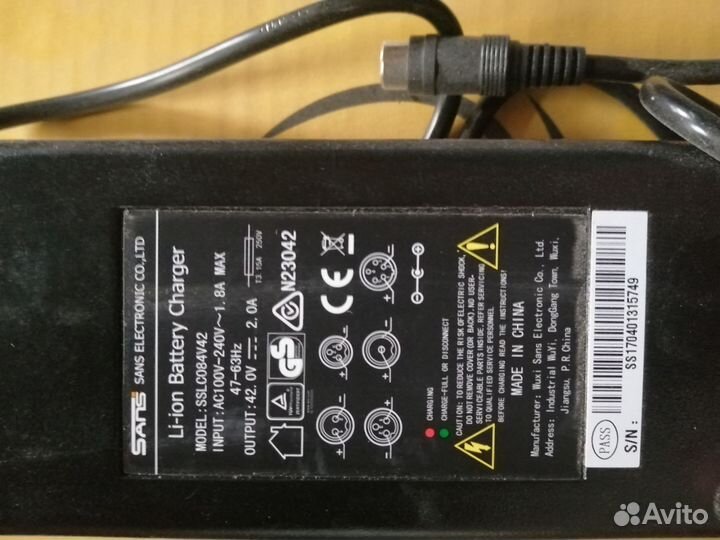 SANS SANS ELECTRONIC CO.,LTD
Li-ion Battery Charger
MODEL:SSLC084V42
INPUT:AC100V-240V~1.8A MAX
47-63Hz
OUTPUT:42.0V 2.0A
T3.15A 250V
N23042
GS
CE
CHARGING
CHARGE-FULL OR DISCONNECT
CAUTION: TO REDUCE THE RISK OF ELECTRIC SHOCK,
DO NOT REMOVE COVER (OR BACK). NO USER-
SERVICEABLE PARTS INSIDE. REFER SERVICING
TO QUALIFIED SERVICE PERSONNEL.
BEFORE CHARGING READ THE INSTRUCTIONS!
MADE IN CHINA
Manufacturer: Wuxi Sans Electronic Co., Ltd.
Address: Industrial WuYi, DongGang Town, Wuxi,
Jiangsu, P.R.China
SS170401315749
PASS S/N:
Avito